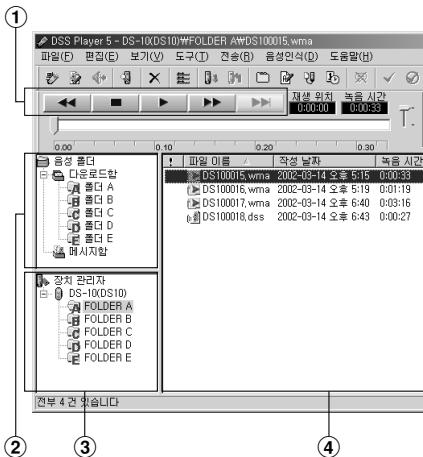 ①
DSS Player 5 - DS-10(DS10)₩FOLDER A₩DS100015.wma
파일(F) 편집(E) 보기(V) 도구(T) 전송(R) 음성인식(D) 도움말(H)
재생 위치 녹음 시간
0:00:00 0:00:33
0.00 0.10 0.20 0.30
음성 폴더
다운로드함
폴더 A
폴더 B
폴더 C
폴더 D
폴더 E
메시지함
! 파일 이름 작성 날짜 녹음 시간
DS100015.wma 2002-03-14 오후 5:15 0:00:33
DS100016.wma 2002-03-14 오후 5:19 0:01:19
DS100017.wma 2002-03-14 오후 6:40 0:03:16
DS100018.dss 2002-03-14 오후 6:43 0:00:27
장치 관리자
DS-10(DS10)
FOLDER A
FOLDER B
FOLDER C
FOLDER D
FOLDER E
전부 4 건 있습니다
② ③ ④